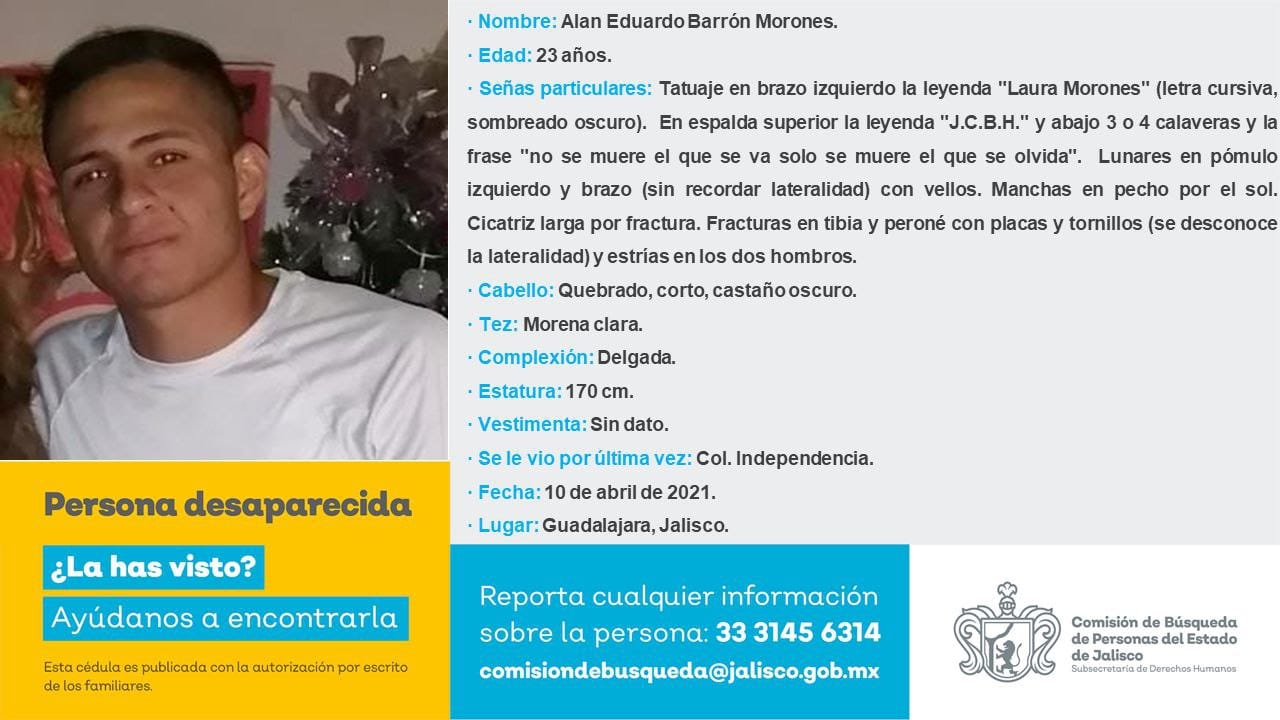 · Nombre: Alan Eduardo Barrón Morones.
· Edad: 23 años.
· Señas particulares: Tatuaje en brazo izquierdo la leyenda "Laura Morones" (letra cursiva,
sombreado oscuro). En espalda superior la leyenda "J.C.B.H." y abajo 3 o 4 calaveras y la
frase "no se muere el que se va solo se muere el que se olvida". Lunares en pómulo
izquierdo y brazo (sin recordar lateralidad) con vellos. Manchas en pecho por el sol.
Cicatriz larga por fractura. Fracturas en tibia y peroné con placas y tornillos (se desconoce
la lateralidad) y estrías en los dos hombros.
· Cabello: Quebrado, corto, castaño oscuro.
· Tez: Morena clara.
· Complexión: Delgada.
· Estatura: 170 cm.
· Vestimenta: Sin dato.
· Se le vio por última vez: Col. Independencia.
· Fecha: 10 de abril de 2021.
· Lugar: Guadalajara, Jalisco.
Persona desaparecida
¿La has visto?
Ayúdanos a encontrarla
Esta cédula es publicada con la autorización por escrito
de los familiares.
Reporta cualquier información
sobre la persona: 33 3145 6314
comisiondebusqueda@jalisco.gob.mx
Comisión de Búsqueda
de Personas del Estado
de Jalisco
Subsecretaría de Derechos Humanos